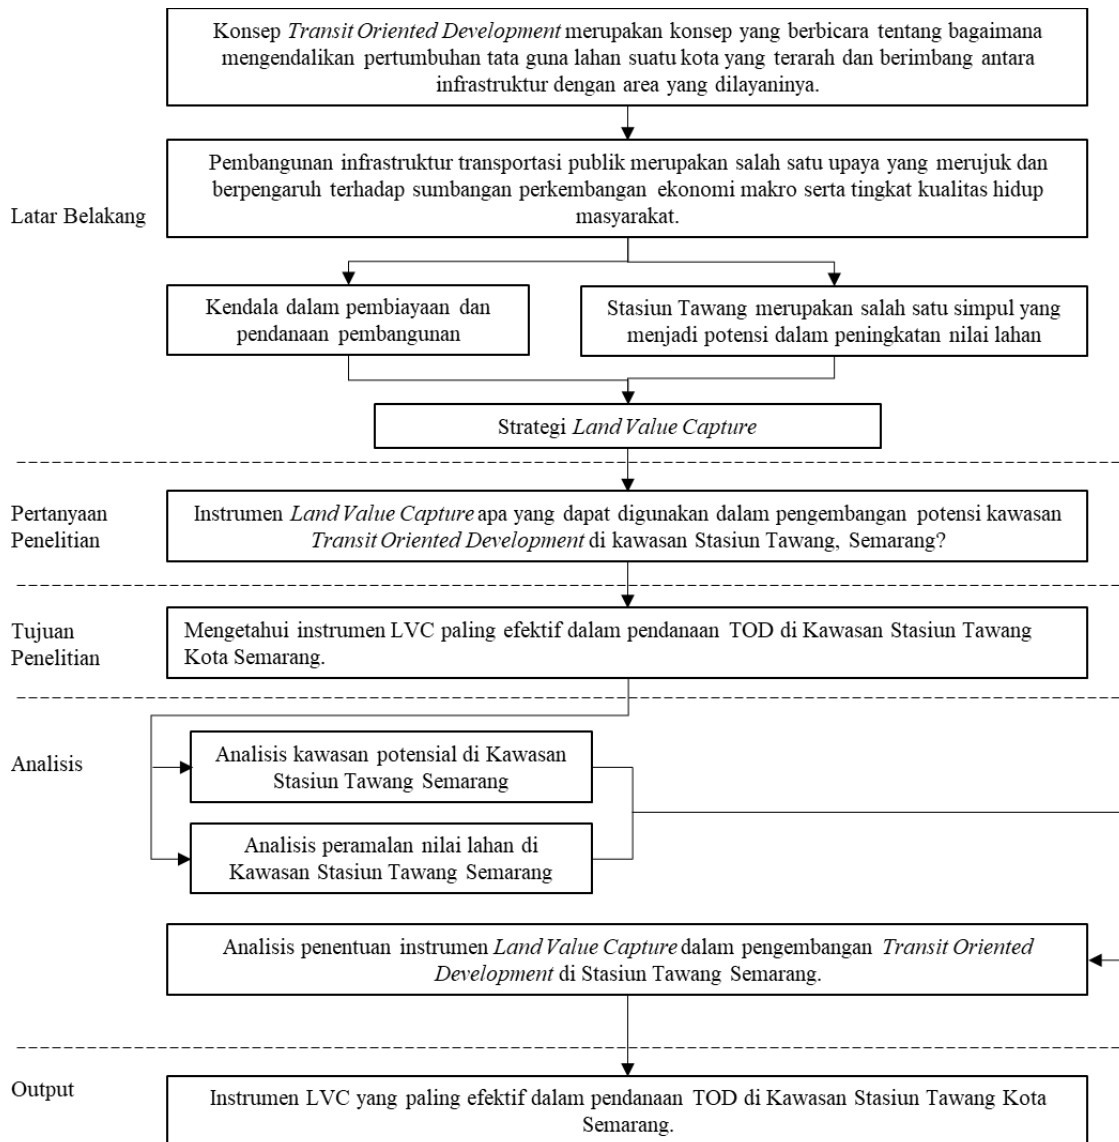 Konsep Transit Oriented Development merupakan konsep yang berbicara tentang bagaimana
mengendalikan pertumbuhan tata guna lahan suatu kota yang terarah dan berimbang antara
infrastruktur dengan area yang dilayaninya.
Latar Belakang
Pembangunan infrastruktur transportasi publik merupakan salah satu upaya yang merujuk dan
berpengaruh terhadap sumbangan perkembangan ekonomi makro serta tingkat kualitas hidup
masyarakat.
Kendala dalam pembiayaan dan
pendanaan pembangunan
Stasiun Tawang merupakan salah satu simpul yang
menjadi potensi dalam peningkatan nilai lahan
Strategi Land Value Capture
Pertanyaan
Penelitian
Instrumen Land Value Capture apa yang dapat digunakan dalam pengembangan potensi kawasan
Transit Oriented Development di kawasan Stasiun Tawang, Semarang?
Tujuan
Penelitian
Mengetahui instrumen LVC paling efektif dalam pendanaan TOD di Kawasan Stasiun Tawang
Kota Semarang.
Analisis
Analisis kawasan potensial di Kawasan
Stasiun Tawang Semarang
Analisis peramalan nilai lahan di
Kawasan Stasiun Tawang Semarang
Analisis penentuan instrumen Land Value Capture dalam pengembangan Transit Oriented
Development di Stasiun Tawang Semarang.
Output
Instrumen LVC yang paling efektif dalam pendanaan TOD di Kawasan Stasiun Tawang Kota
Semarang.